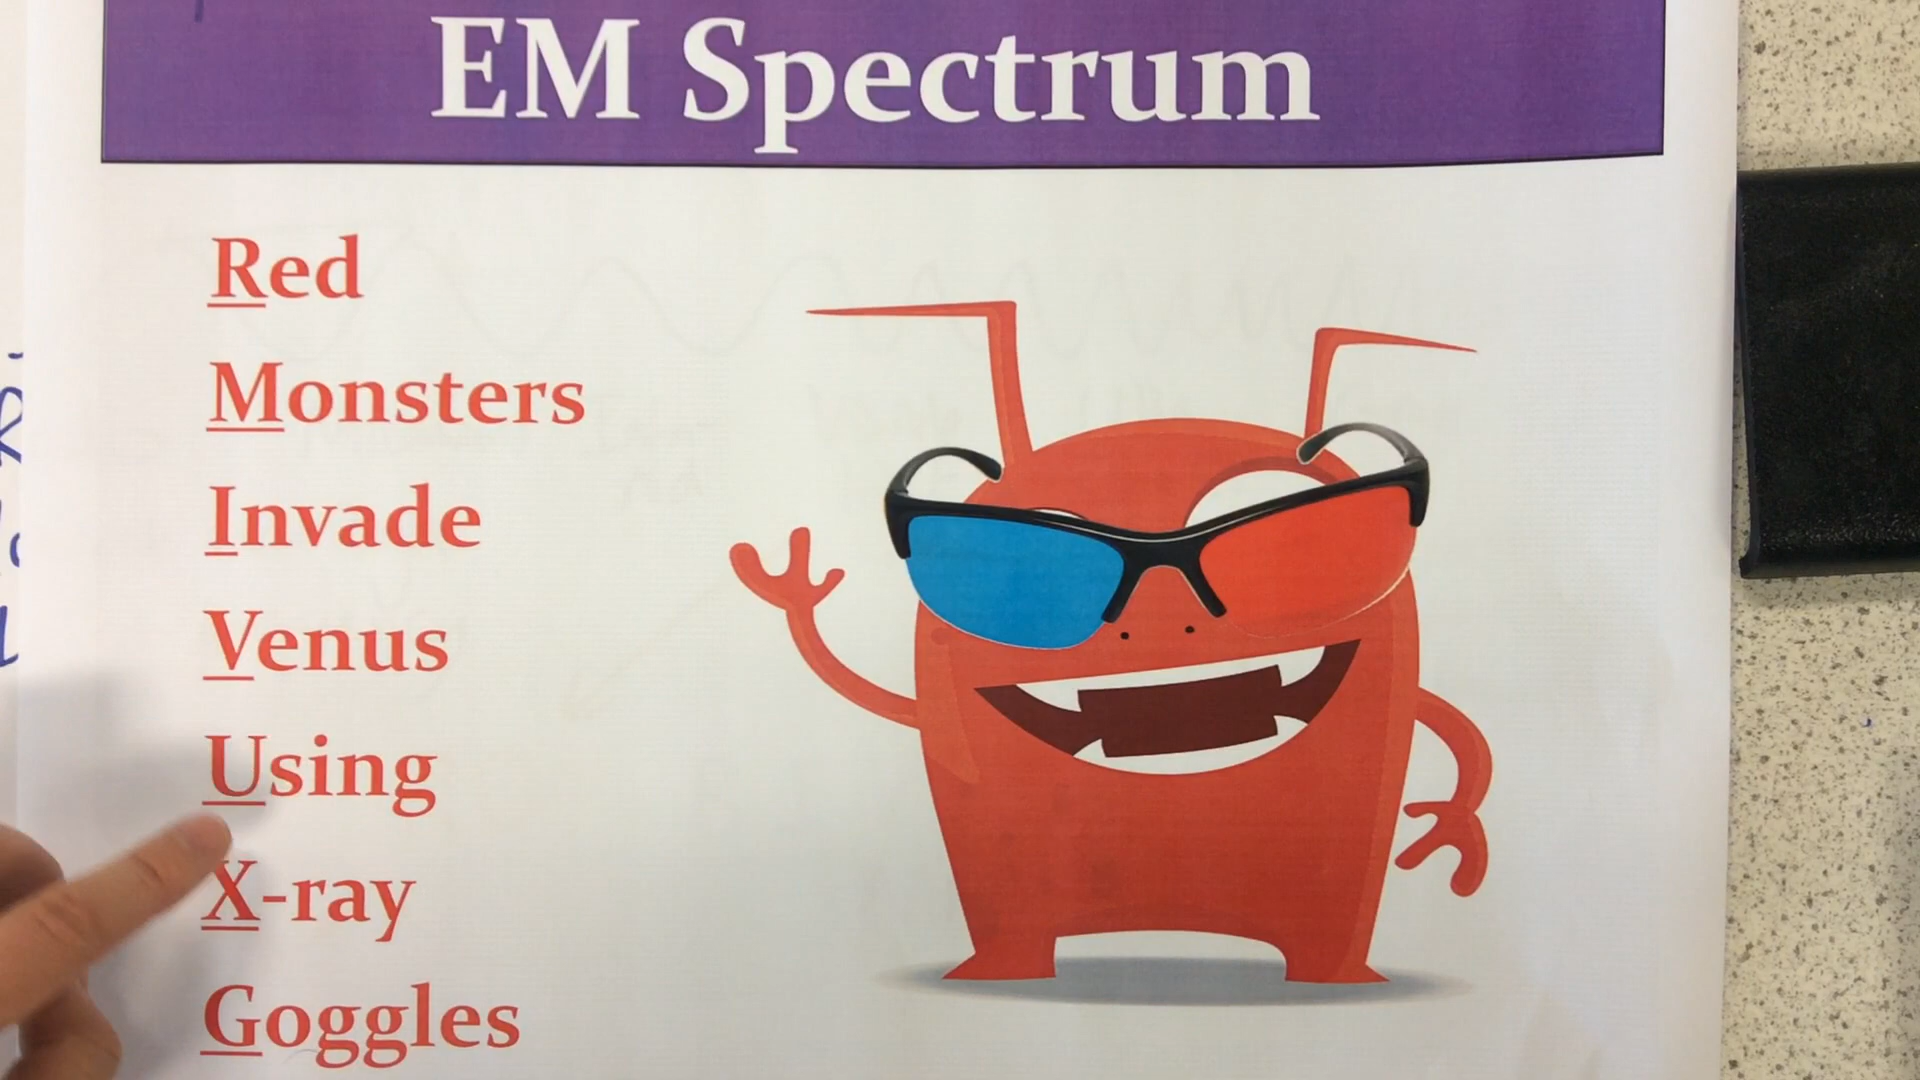 EM Spectrum
Red
Monsters
Invade
Venus
Using
X-ray
Goggles